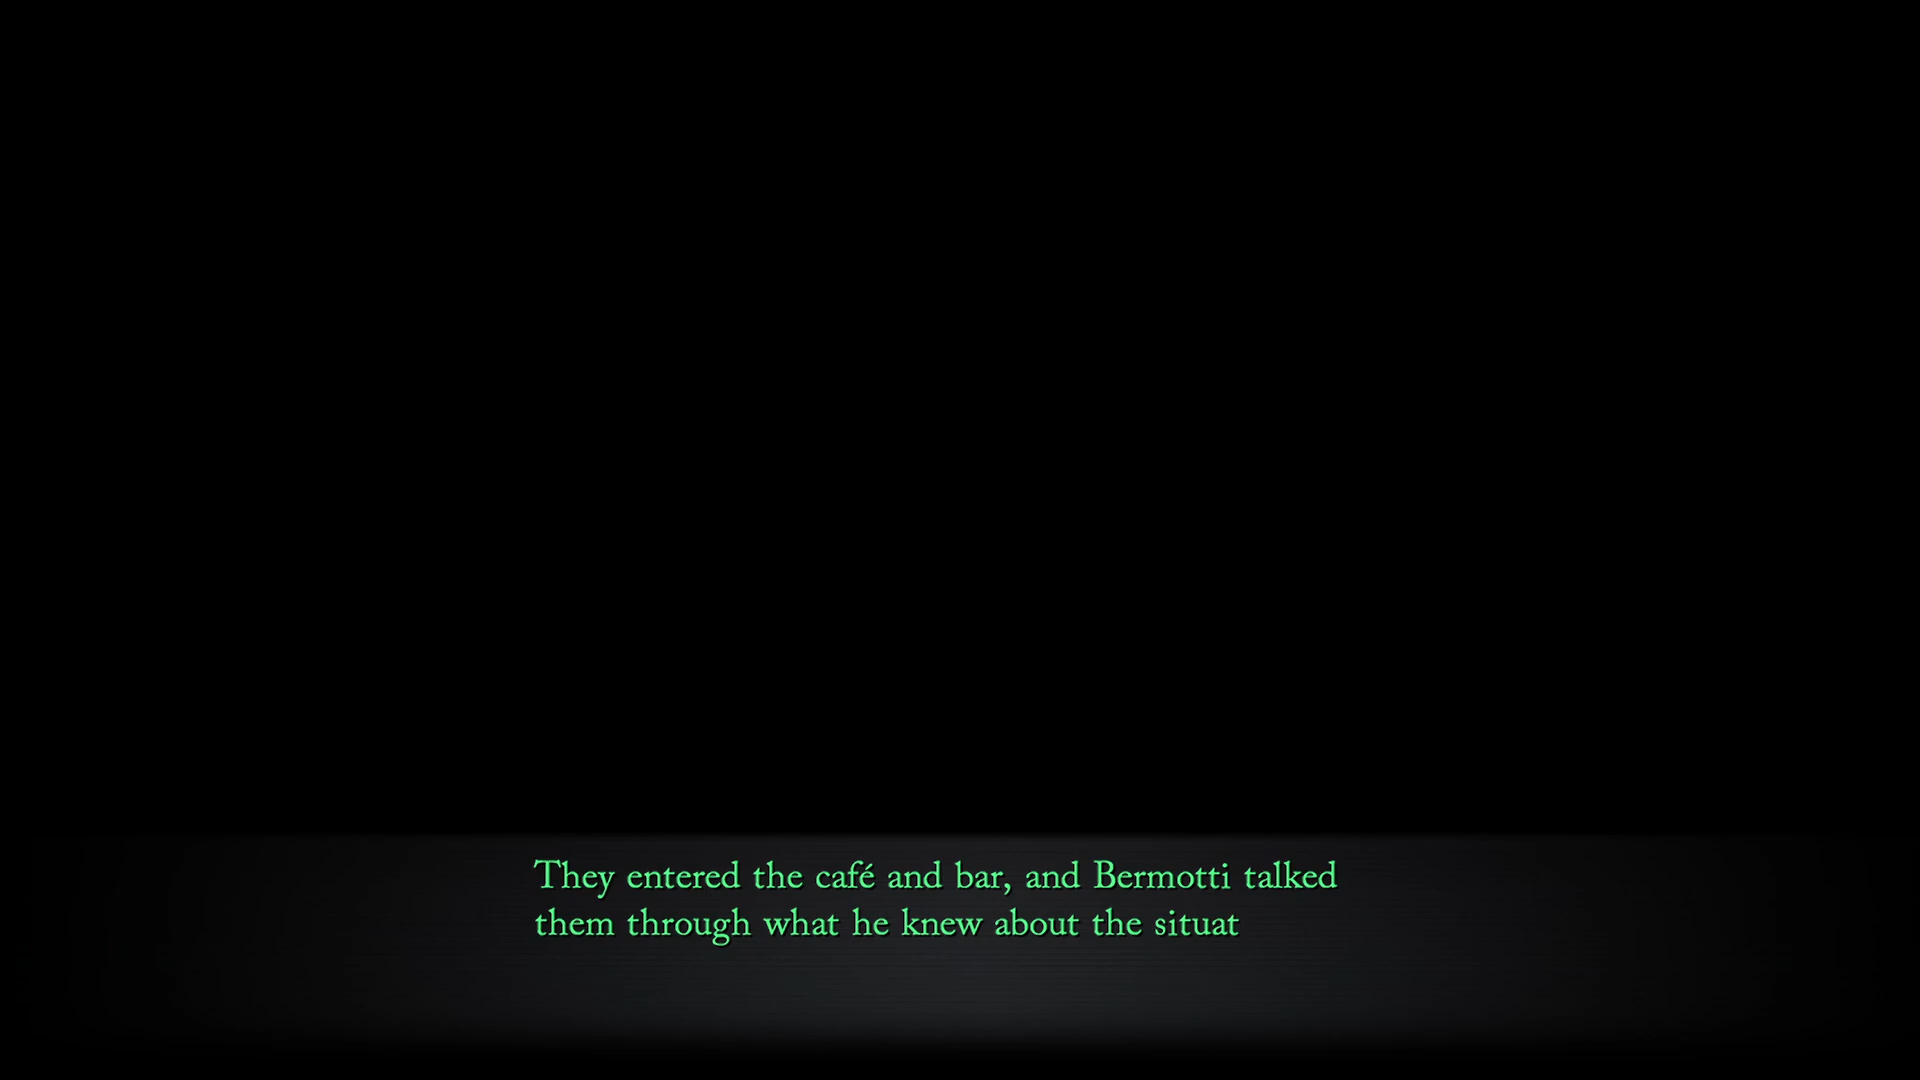 They entered the café and bar, and Bermotti talked
them through what he knew about the situat